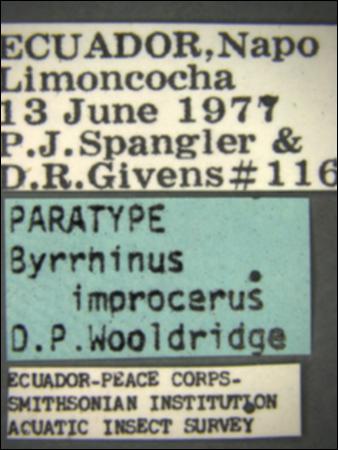 ECUADOR,Napo
Limoncocha
13 June 1977
P.J.Spangler &
D.R.Givens#116
PARATYPE
Byrrhinus
improcerus
D.P.Wooldridge
ECUADOR-PEACE CORPS-
SMITHSONIAN INSTITUTION
AQUATIC INSECT SURVEY